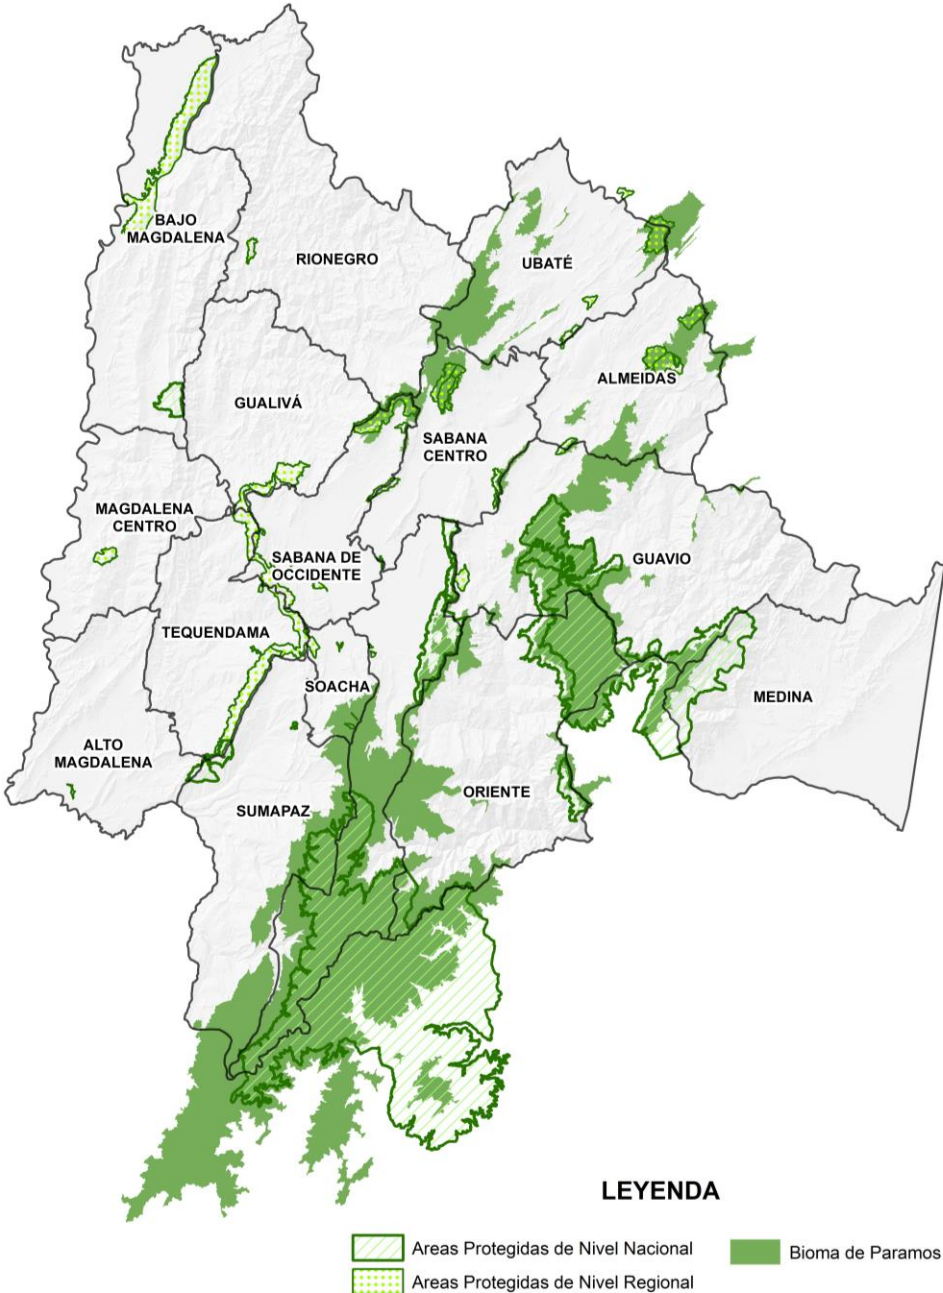 BAJO
MAGDALENA
RIONEGRO
UBATÉ
GUALIVÁ
ALMEIDAS
SABANA
CENTRO
MAGDALENA
CENTRO
SABANA DE
OCCIDENTE
GUAVIO
TEQUENDAMA
SOACHA
MEDINA
ALTO
MAGDALENA
SUMAPAZ
ORIENTE
LEYENDA
Areas Protegidas de Nivel Nacional
Bioma de Paramos
Areas Protegidas de Nivel Regional